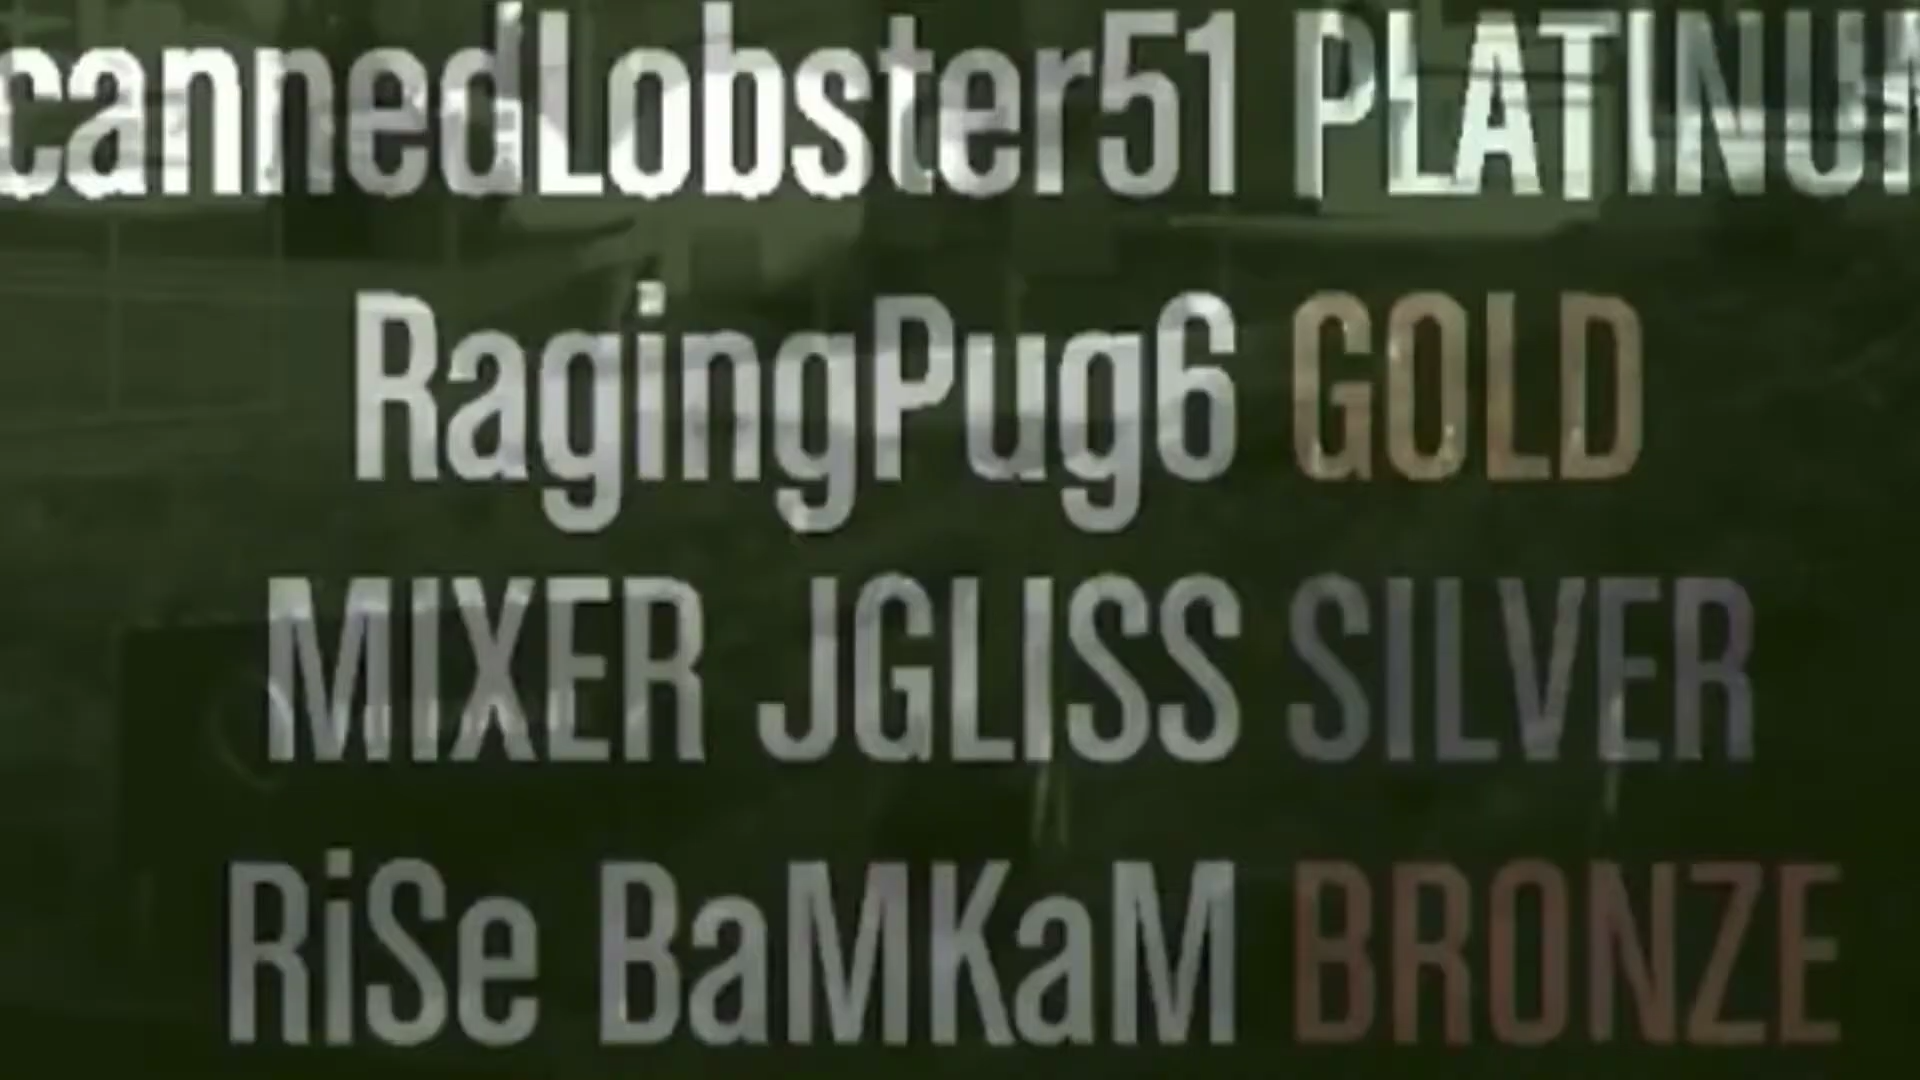 cannedLobster51 PLATINUM
RagingPug6 GOLD
MIXER JGLISS SILVER
RiSe BaMKaM BRONZE